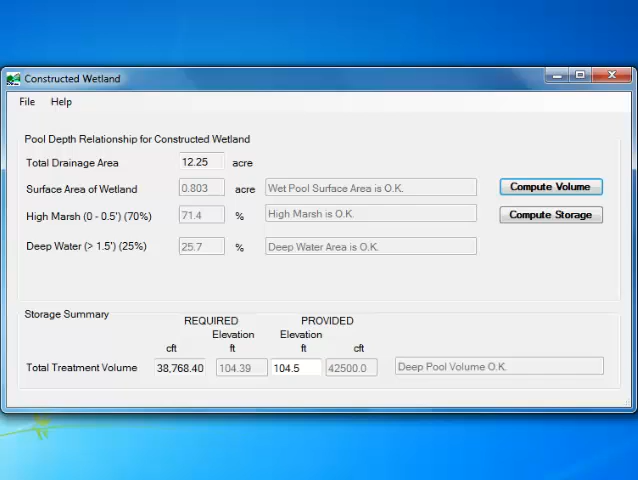 Constructed Wetland
File Help
Pool Depth Relationship for Constructed Wetland
Total Drainage Area 12.25 acre
Surface Area of Wetland 0.803 acre Wet Pool Surface Area is O.K. Compute Volume
High Marsh (0 - 0.5') (70%) 71.4 % High Marsh is O.K. Compute Storage
Deep Water (> 1.5') (25%) 25.7 % Deep Water Area is O.K.
Storage Summary
REQUIRED PROVIDED
Elevation Elevation
cft ft ft cft
Total Treatment Volume 38,768.40 104.39 104.5 42500.0 Deep Pool Volume O.K.